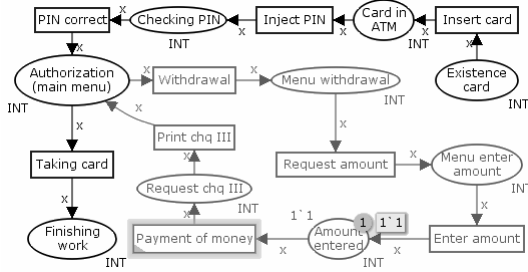 PIN correct
x
Checking PIN
INT
x
Inject PIN
x
Card in
ATM
INT
x
Insert card
x
x
Authorization
(main menu)
INT
x
Withdrawal
x
Menu withdrawal
INT
Existence
card
INT
x
Print chq III
x
x
Request amount
x
Menu enter
amount
INT
Taking card
x
Request chq III
INT
x
x
Finishing
work
INT
Payment of money
1`1
x
Amount
entered
INT
1
1`1
x
Enter amount